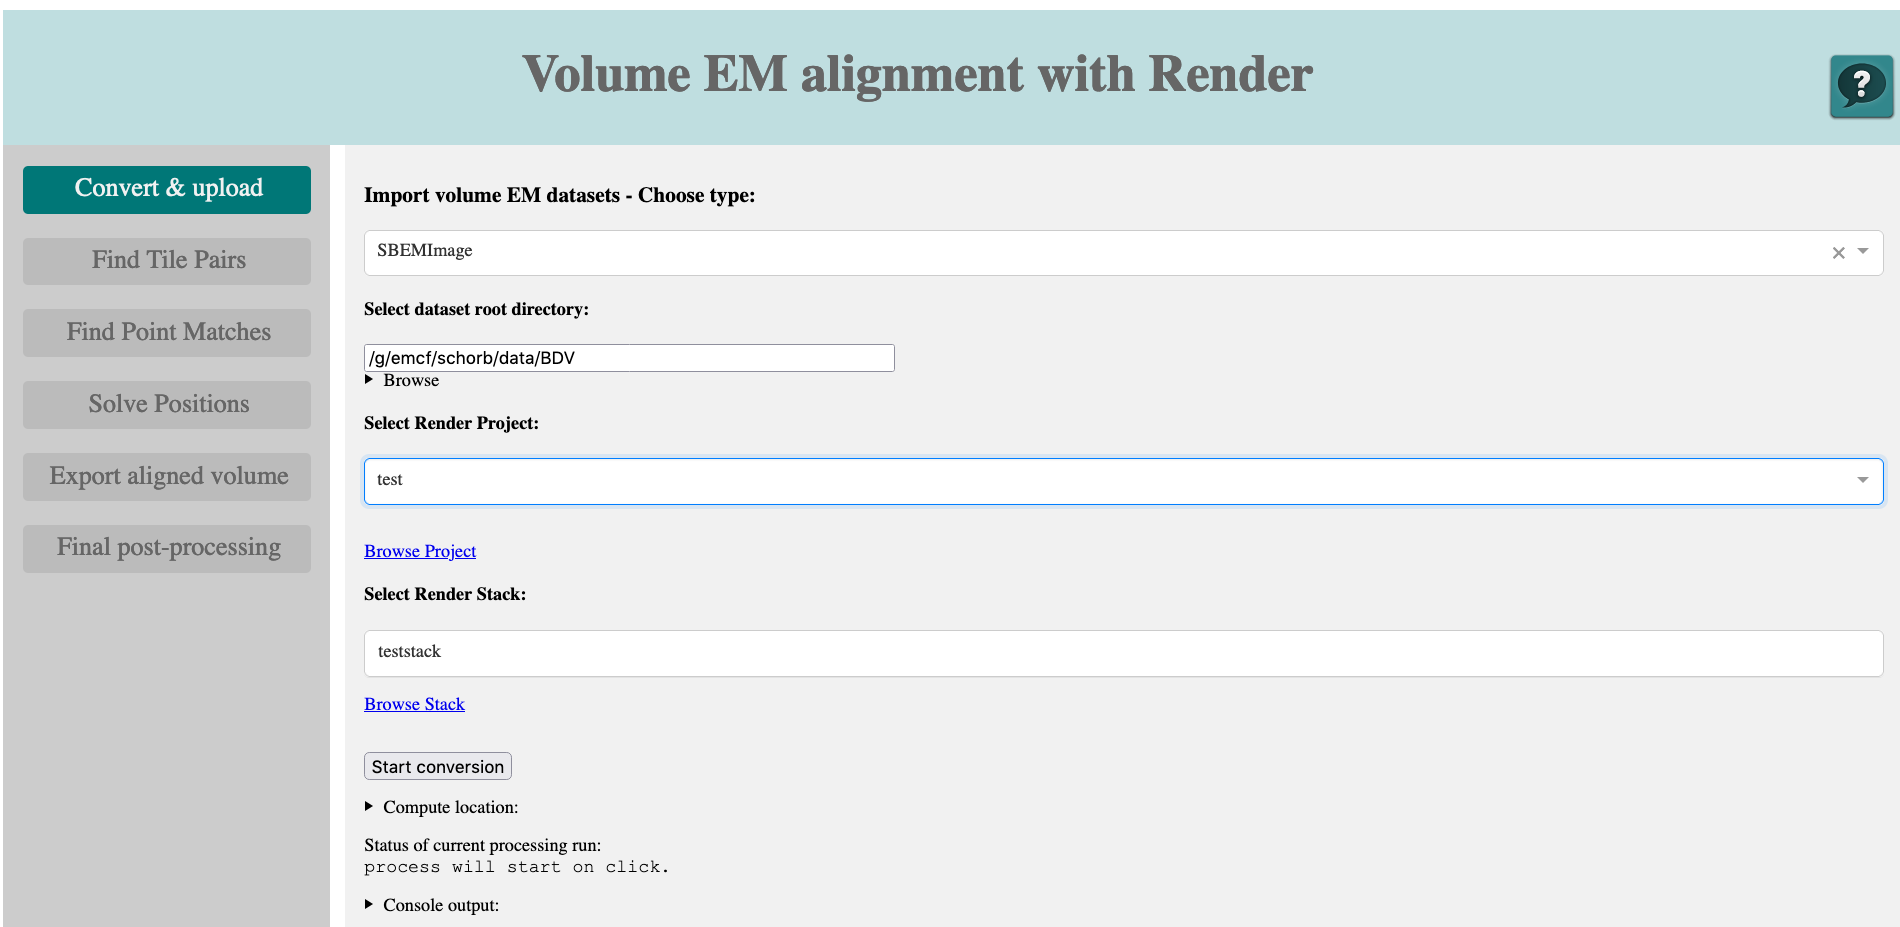 Volume EM alignment with Render
?
Convert & upload
Find Tile Pairs
Find Point Matches
Solve Positions
Export aligned volume
Final post-processing
Import volume EM datasets - Choose type:
SBEMImage
Select dataset root directory:
/g/emcf/schorb/data/BDV
Browse
Select Render Project:
test
Browse Project
Select Render Stack:
teststack
Browse Stack
Start conversion
Compute location:
Status of current processing run:
process will start on click.
Console output: